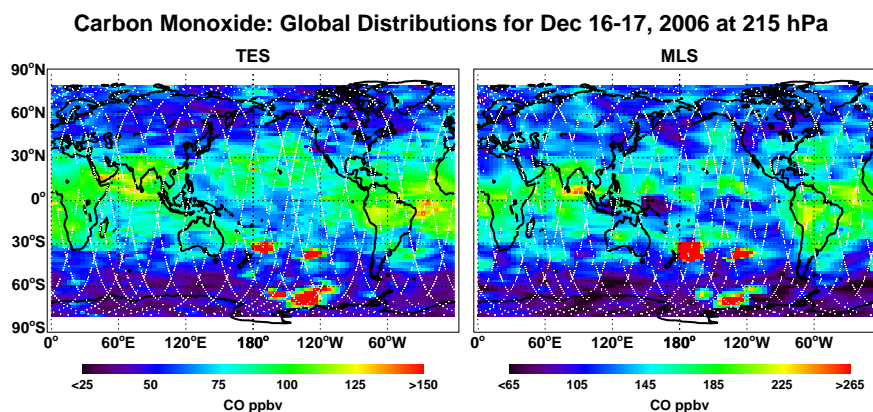 Carbon Monoxide: Global Distributions for Dec 16-17, 2006 at 215 hPa
TES MLS
90°N
60°N
30°N
0°
30°S
60°S
90°S
0° 60°E 120°E 180° 120°W 60°W 0° 60°E 120°E 180° 120°W 60°W
<25 50 75 100 125 >150 <65 105 145 185 225 >265
CO ppbv CO ppbv